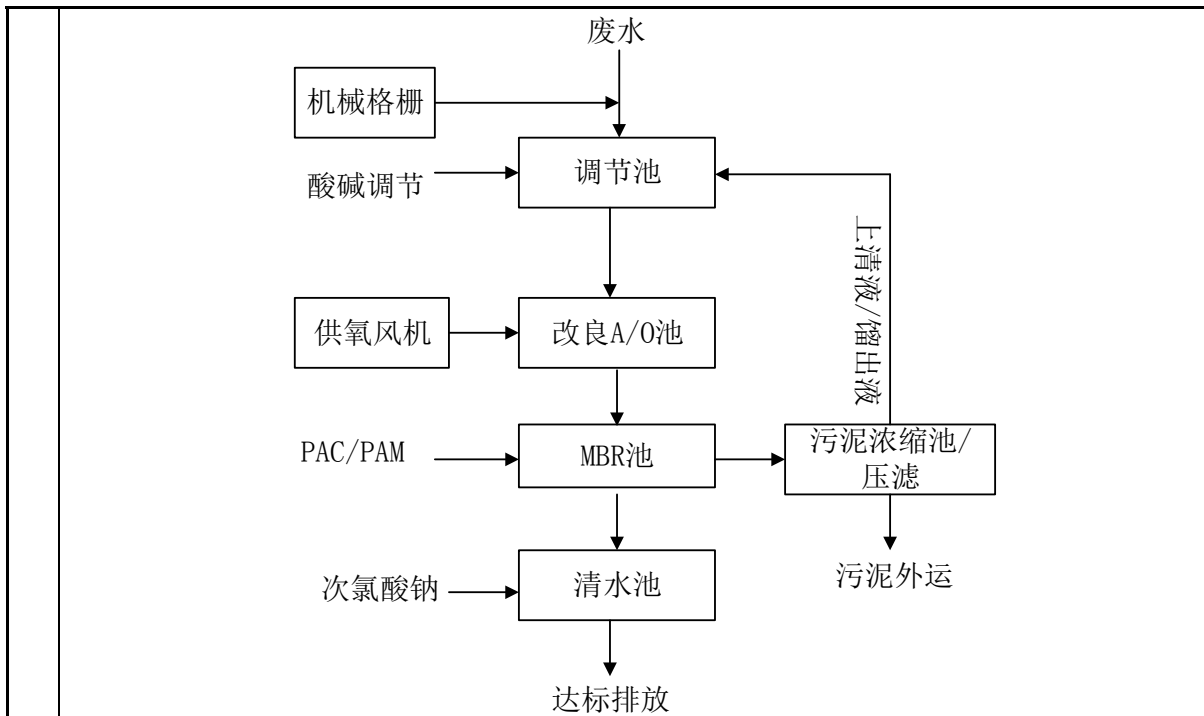 废水
机械格栅
酸碱调节
调节池
上清液/馏出液
供氧风机
改良A/O池
PAC/PAM
MBR池
污泥浓缩池/
压滤
次氯酸钠
清水池
污泥外运
达标排放